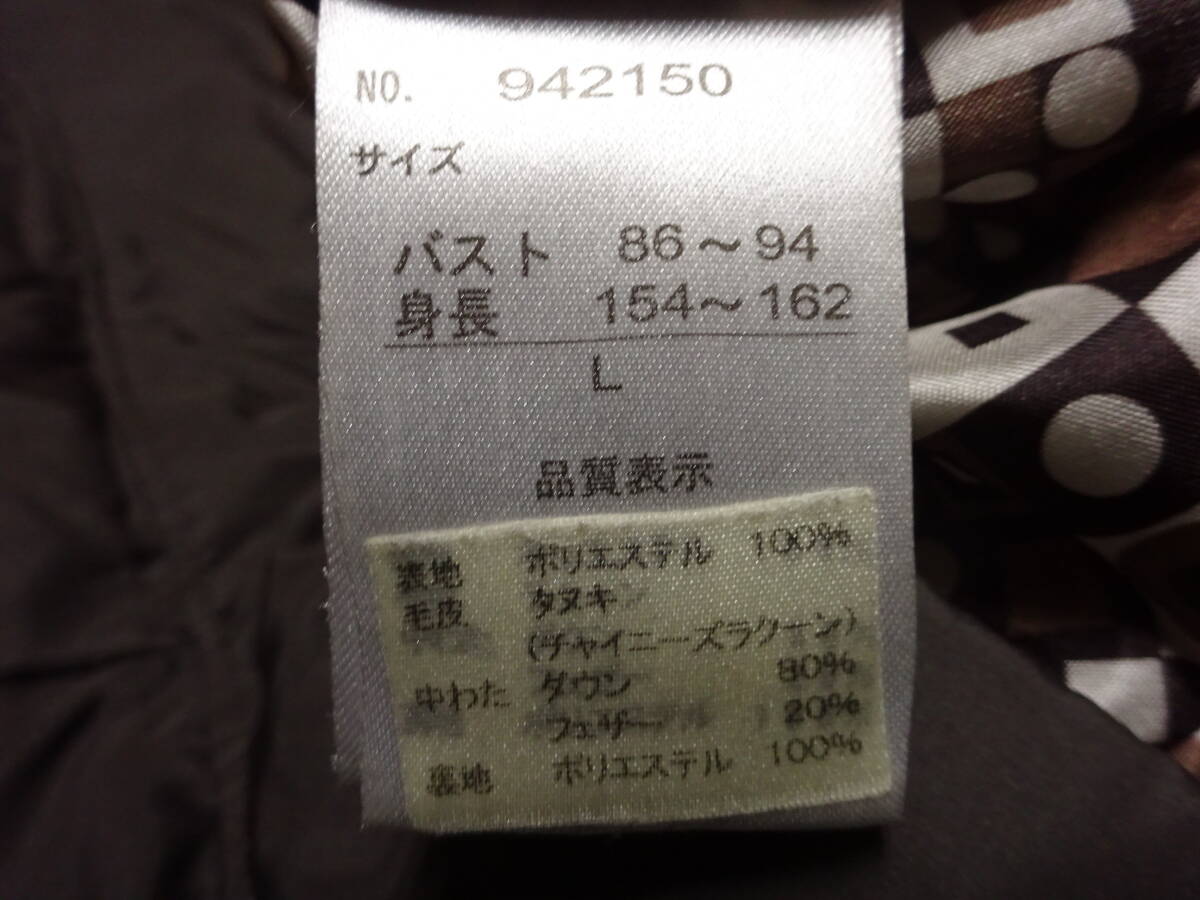 NO. 942150
サイズ
バスト 86～94
身長 154～162
L
品質表示
表地 ポリエステル 100%
毛皮 タヌキ
(チャイニーズラクーン)
中わた ダウン 80%
フェザー 20%
裏地 ポリエステル 100%